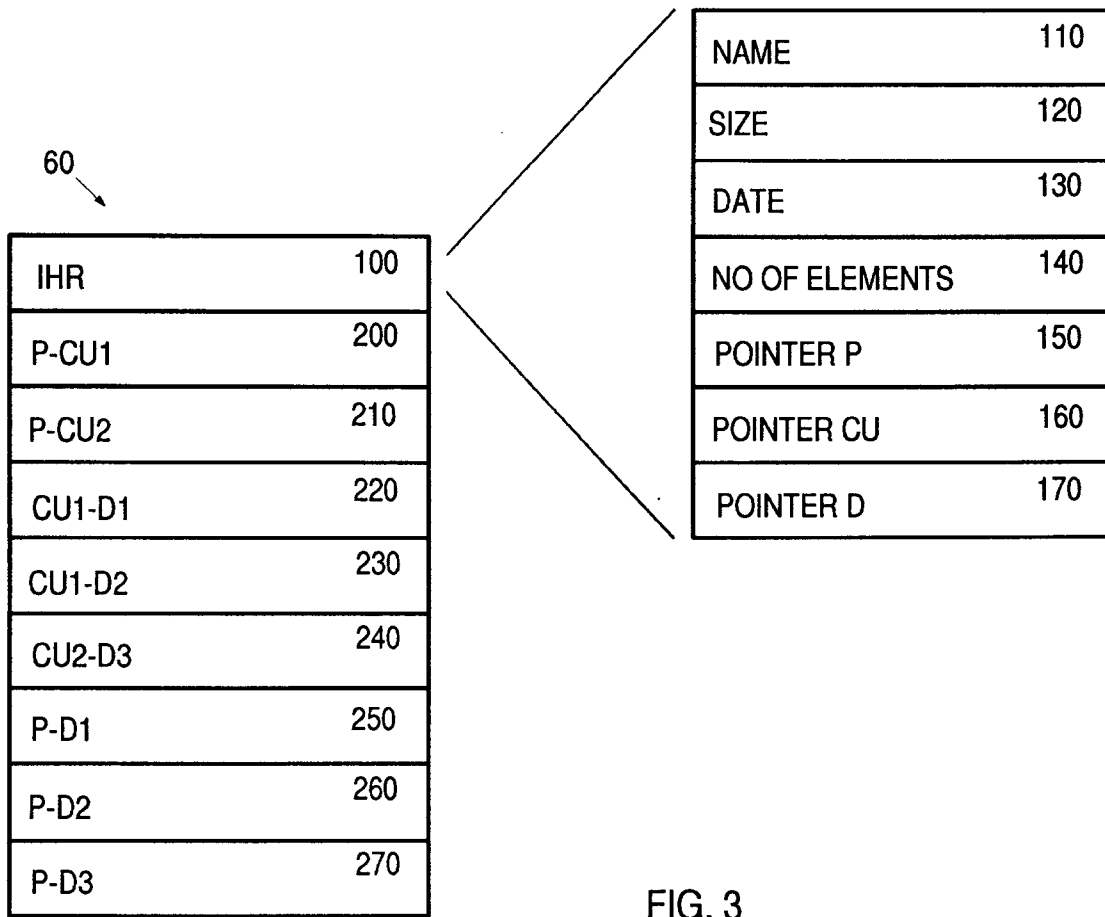 60
IHR 100
P-CU1 200
P-CU2 210
CU1-D1 220
CU1-D2 230
CU2-D3 240
P-D1 250
P-D2 260
P-D3 270
NAME 110
SIZE 120
DATE 130
NO OF ELEMENTS 140
POINTER P 150
POINTER CU 160
POINTER D 170
FIG. 3